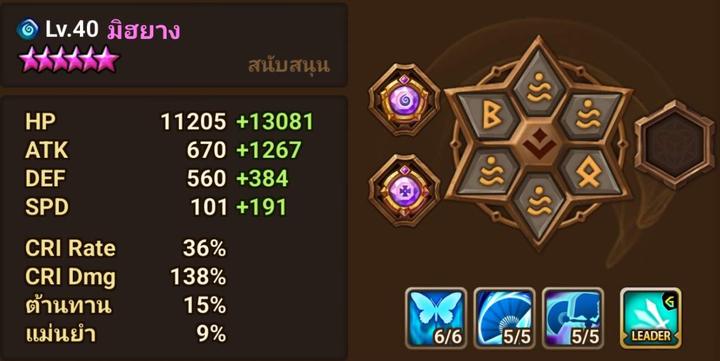 Lv.40 มิฮยาง
สนับสนุน
HP 11205 +13081
ATK 670 +1267
DEF 560 +384
SPD 101 +191
CRI Rate 36%
CRI Dmg 138%
ต้านทาน 15%
แม่นยำ 9%
6/6 5/5 5/5 G LEADER